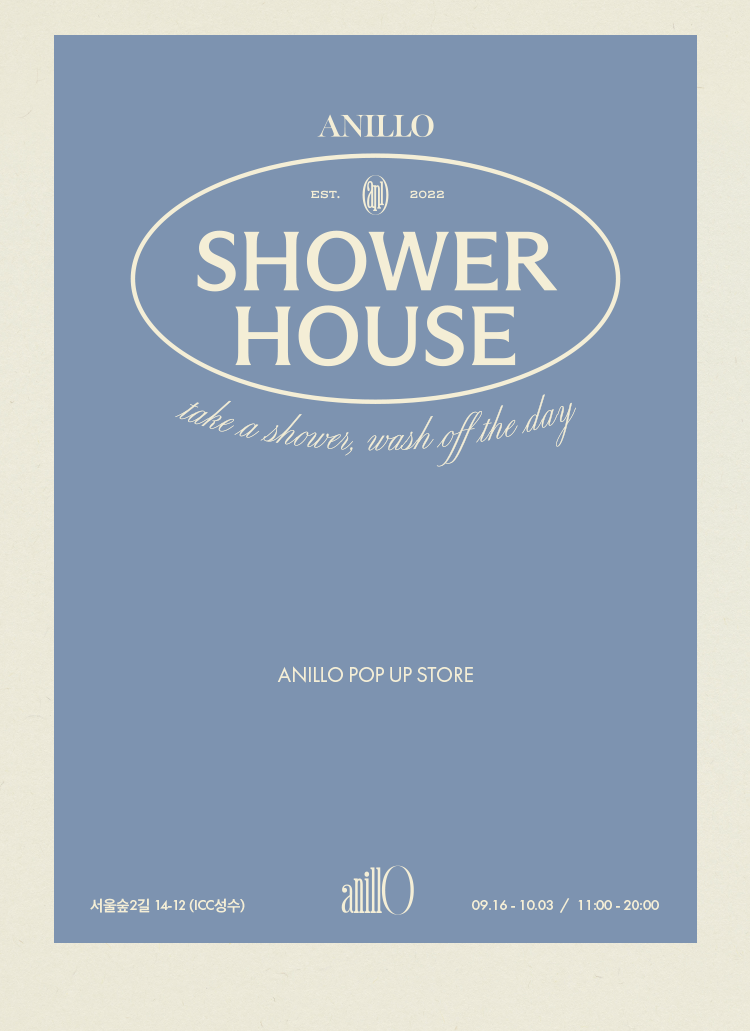 ANILLO
EST. anl 2022
SHOWER
HOUSE
take a shower, wash off the day
ANILLO POP UP STORE
서울숲2길 14-12 (ICC성수)
anillO
09.16 - 10.03 / 11:00 - 20:00